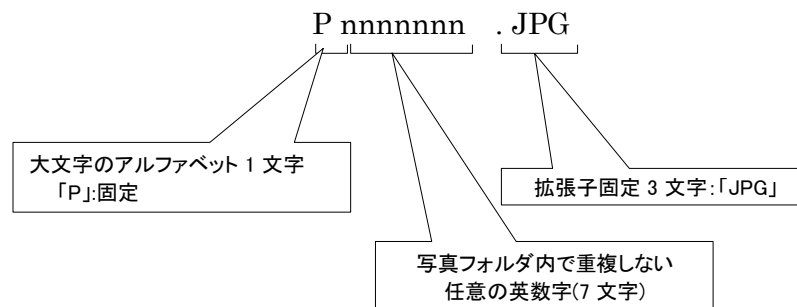 P nnnnnnn . JPG
大文字のアルファベット 1 文字
「P」:固定
拡張子固定 3 文字:「JPG」
写真フォルダ内で重複しない
任意の英数字(7 文字)